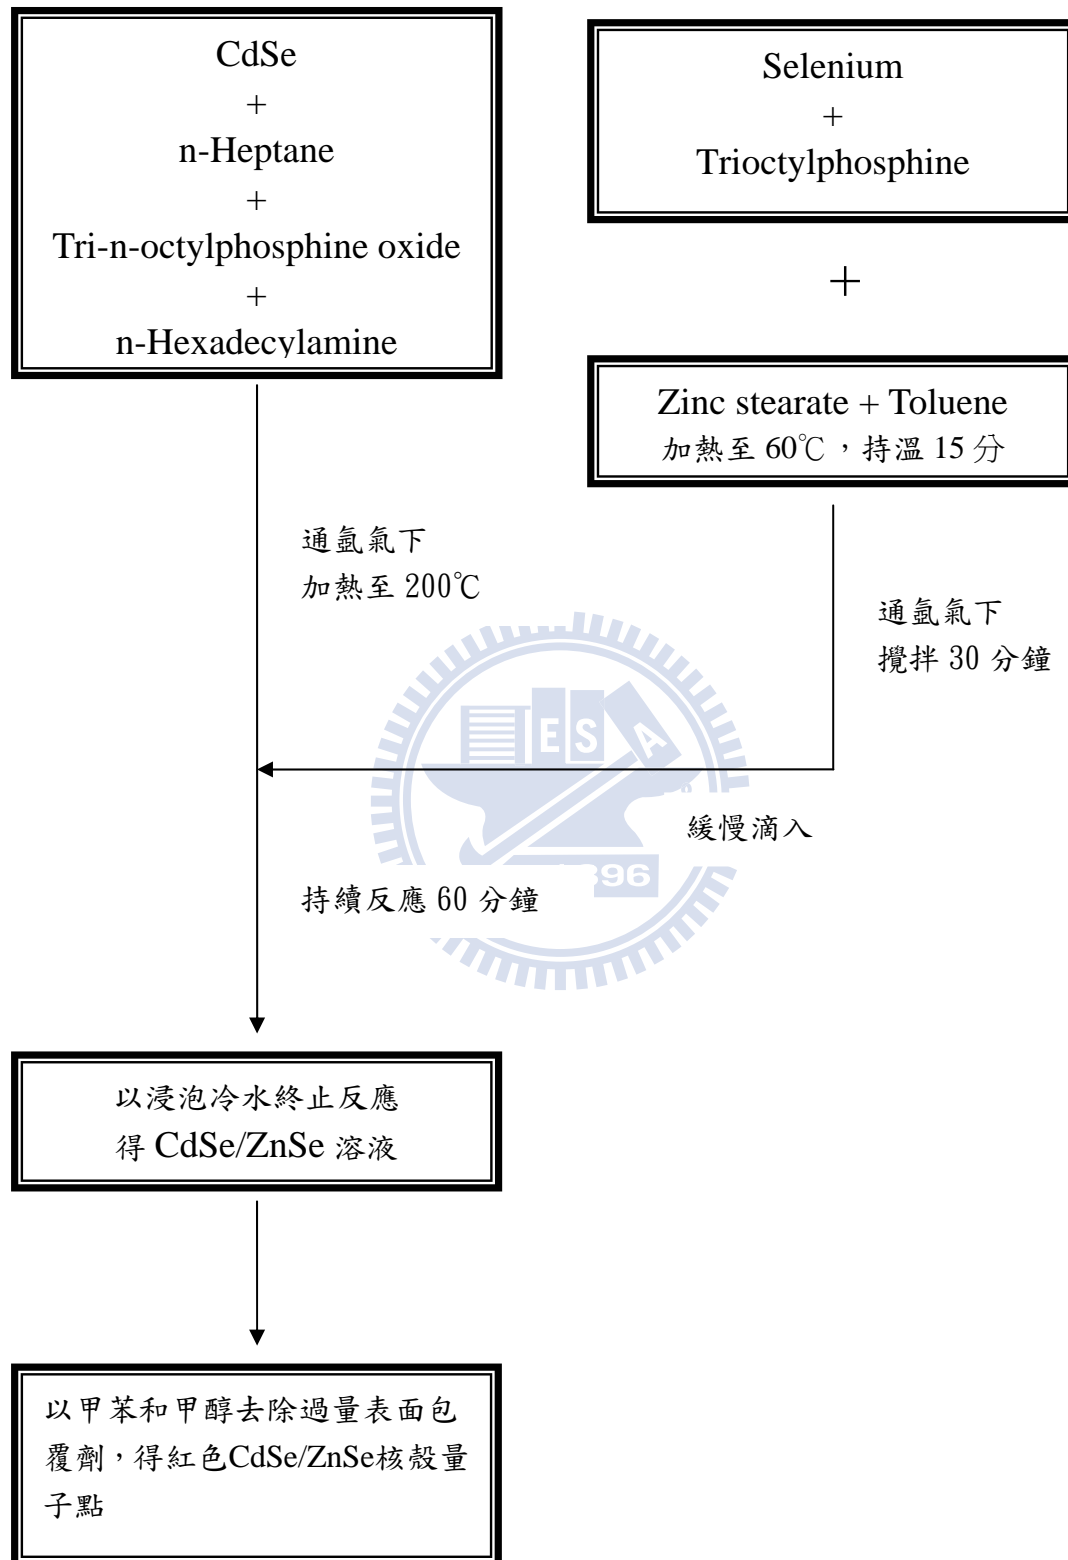 CdSe
+
n-Heptane
+
Tri-n-octylphosphine oxide
+
n-Hexadecylamine
Selenium
+
Trioctylphosphine
+
Zinc stearate + Toluene
加熱至 60℃，持溫 15 分
通氬氣下
加熱至 200℃
通氬氣下
攪拌 30 分鐘
E S A
緩慢滴入
896
持續反應 60 分鐘
以浸泡冷水終止反應
得 CdSe/ZnSe 溶液
以甲苯和甲醇去除過量表面包
覆劑，得紅色CdSe/ZnSe核殼量
子點